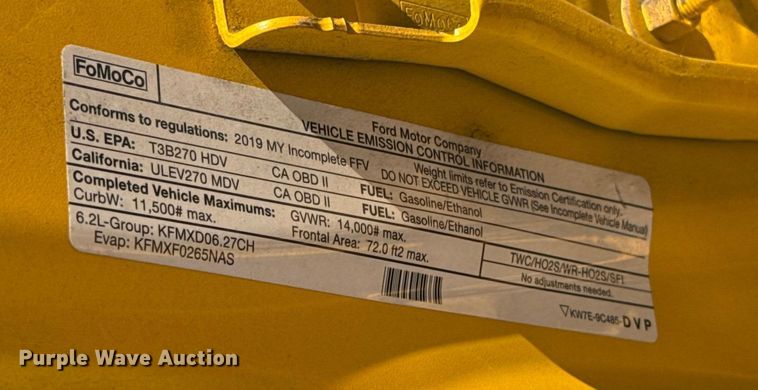 FoMoCo
FoMoCo
Ford Motor Company
VEHICLE EMISSION CONTROL INFORMATION
Conforms to regulations: 2019 MY Incomplete FFV
Weight limits refer to Emission Certification only.
DO NOT EXCEED VEHICLE GVWR (See Incomplete Vehicle Manual)
U.S. EPA: T3B270 HDV CA OBD II FUEL: Gasoline/Ethanol
California: ULEV270 MDV CA OBD II FUEL: Gasoline/Ethanol
Completed Vehicle Maximums: GVWR: 14,000# max.
CurbW: 11,500# max. Frontal Area: 72.0 ft2 max.
6.2L-Group: KFMXD06.27CH
Evap: KFMXF0265NAS
TWC/HO2S/WR-HO2S/SFI
No adjustments needed.
▽KW7E-9C485-DVP
Purple Wave Auction